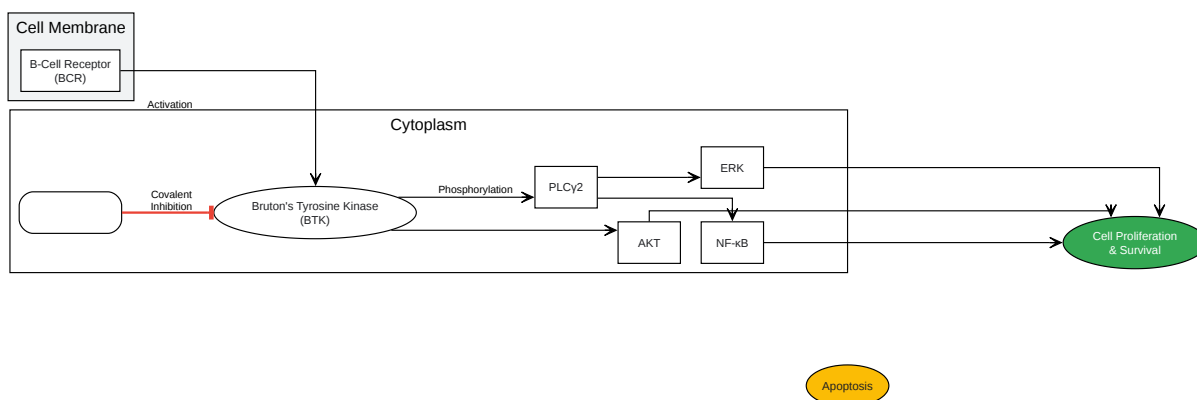 Cell Membrane
B-Cell Receptor
(BCR)
Activation
Cytoplasm
Covalent
Inhibition
Bruton's Tyrosine Kinase
(BTK)
Phosphorylation
PLCγ2
ERK
AKT
NF-κB
Cell Proliferation
& Survival
Apoptosis